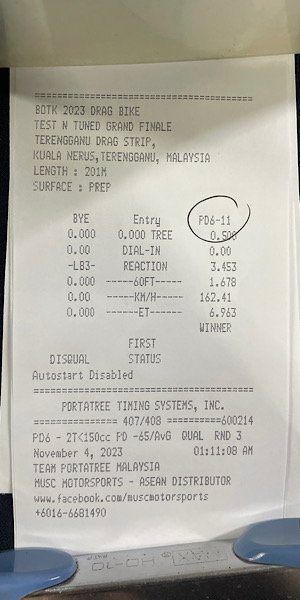 ==================================
BOTK 2023 DRAG BIKE
TEST N TUNED GRAND FINALE
TERENGGANU DRAG STRIP,
KUALA NERUS,TERENGGANU, MALAYSIA
LENGTH : 201M
SURFACE : PREP
BYE Entry PD6-11
0.000 0.000 TREE 0.500
0.00 DIAL-IN 0.00
-LB3- REACTION 3.453
0.000 ------60FT----- 1.678
0.00 -----KM/H----- 162.41
0.000 ------ET----- 6.963
WINNER
FIRST
DISQUAL STATUS
Autostart Disabled
==================================
PORTATREE TIMING SYSTEMS, INC.
============= 407/408 ==========600214
PD6 - 2T<150cc PD -65/AvG QUAL RND 3
November 4, 2023 01:11:08 AM
TEAM PORTATREE MALAYSIA
MUSC MOTORSPORTS - ASEAN DISTRIBUTOR
www.facebook.com/muscmotorsports
+6016-6681490